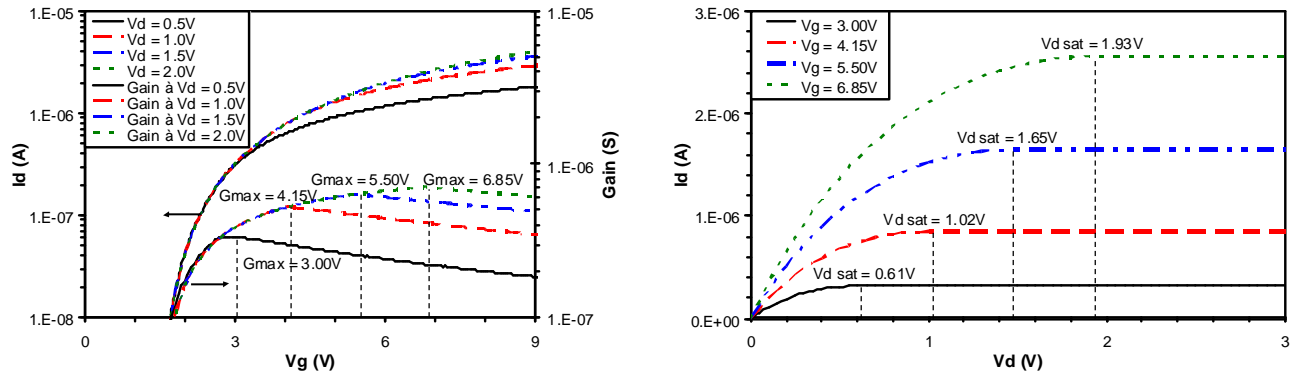 1.E-05
1.E-06
1.E-07
1.E-08
Id (A)
Vd = 0.5V
Vd = 1.0V
Vd = 1.5V
Vd = 2.0V
Gain à Vd = 0.5V
Gain à Vd = 1.0V
Gain à Vd = 1.5V
Gain à Vd = 2.0V
Gmax = 4.15V
Gmax = 5.50V
Gmax = 6.85V
Gmax = 3.00V
1.E-05
1.E-06
1.E-07
Gain (S)
0
3
6
9
Vg (V)
3.E-06
2.E-06
1.E-06
0.E+00
Id (A)
Vg = 3.00V
Vg = 4.15V
Vg = 5.50V
Vg = 6.85V
Vd sat = 1.93V
Vd sat = 1.65V
Vd sat = 1.02V
Vd sat = 0.61V
0
1
2
3
Vd (V)